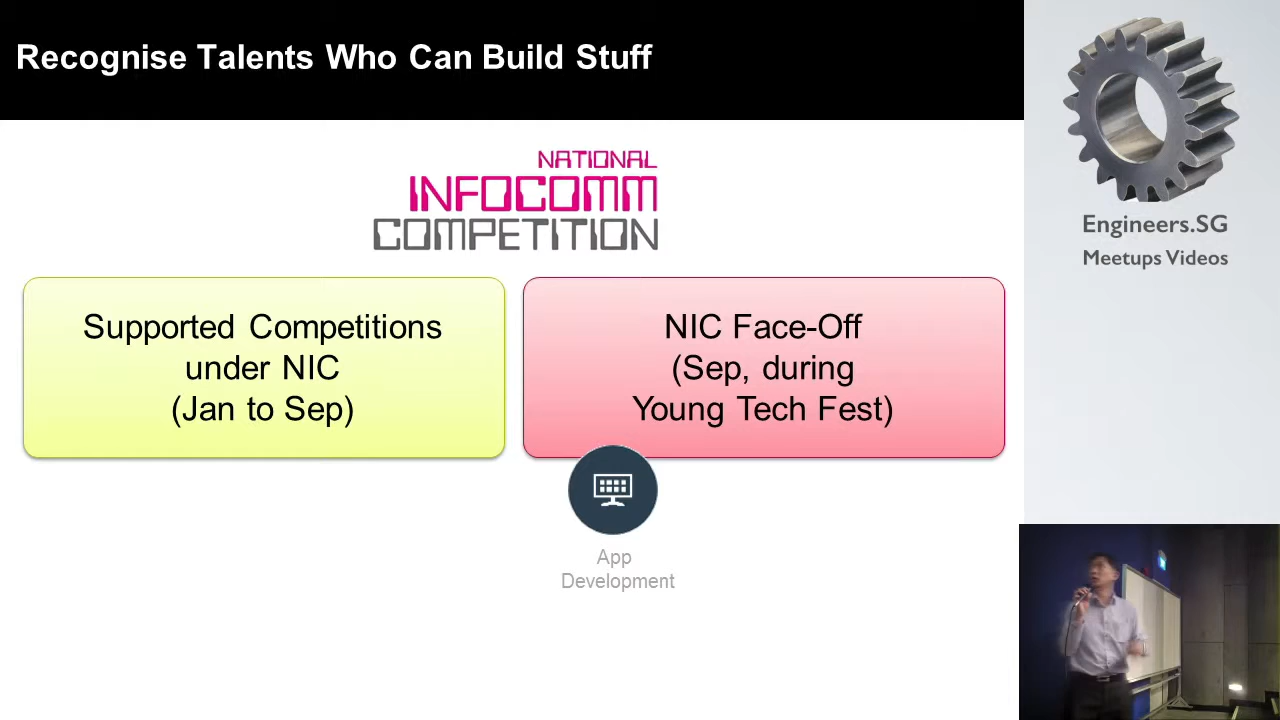 Recognise Talents Who Can Build Stuff
NATIONAL
INFOCOMM
COMPETITION
Supported Competitions
under NIC
(Jan to Sep)
NIC Face-Off
(Sep, during
Young Tech Fest)
App
Development
Engineers.SG
Meetups Videos